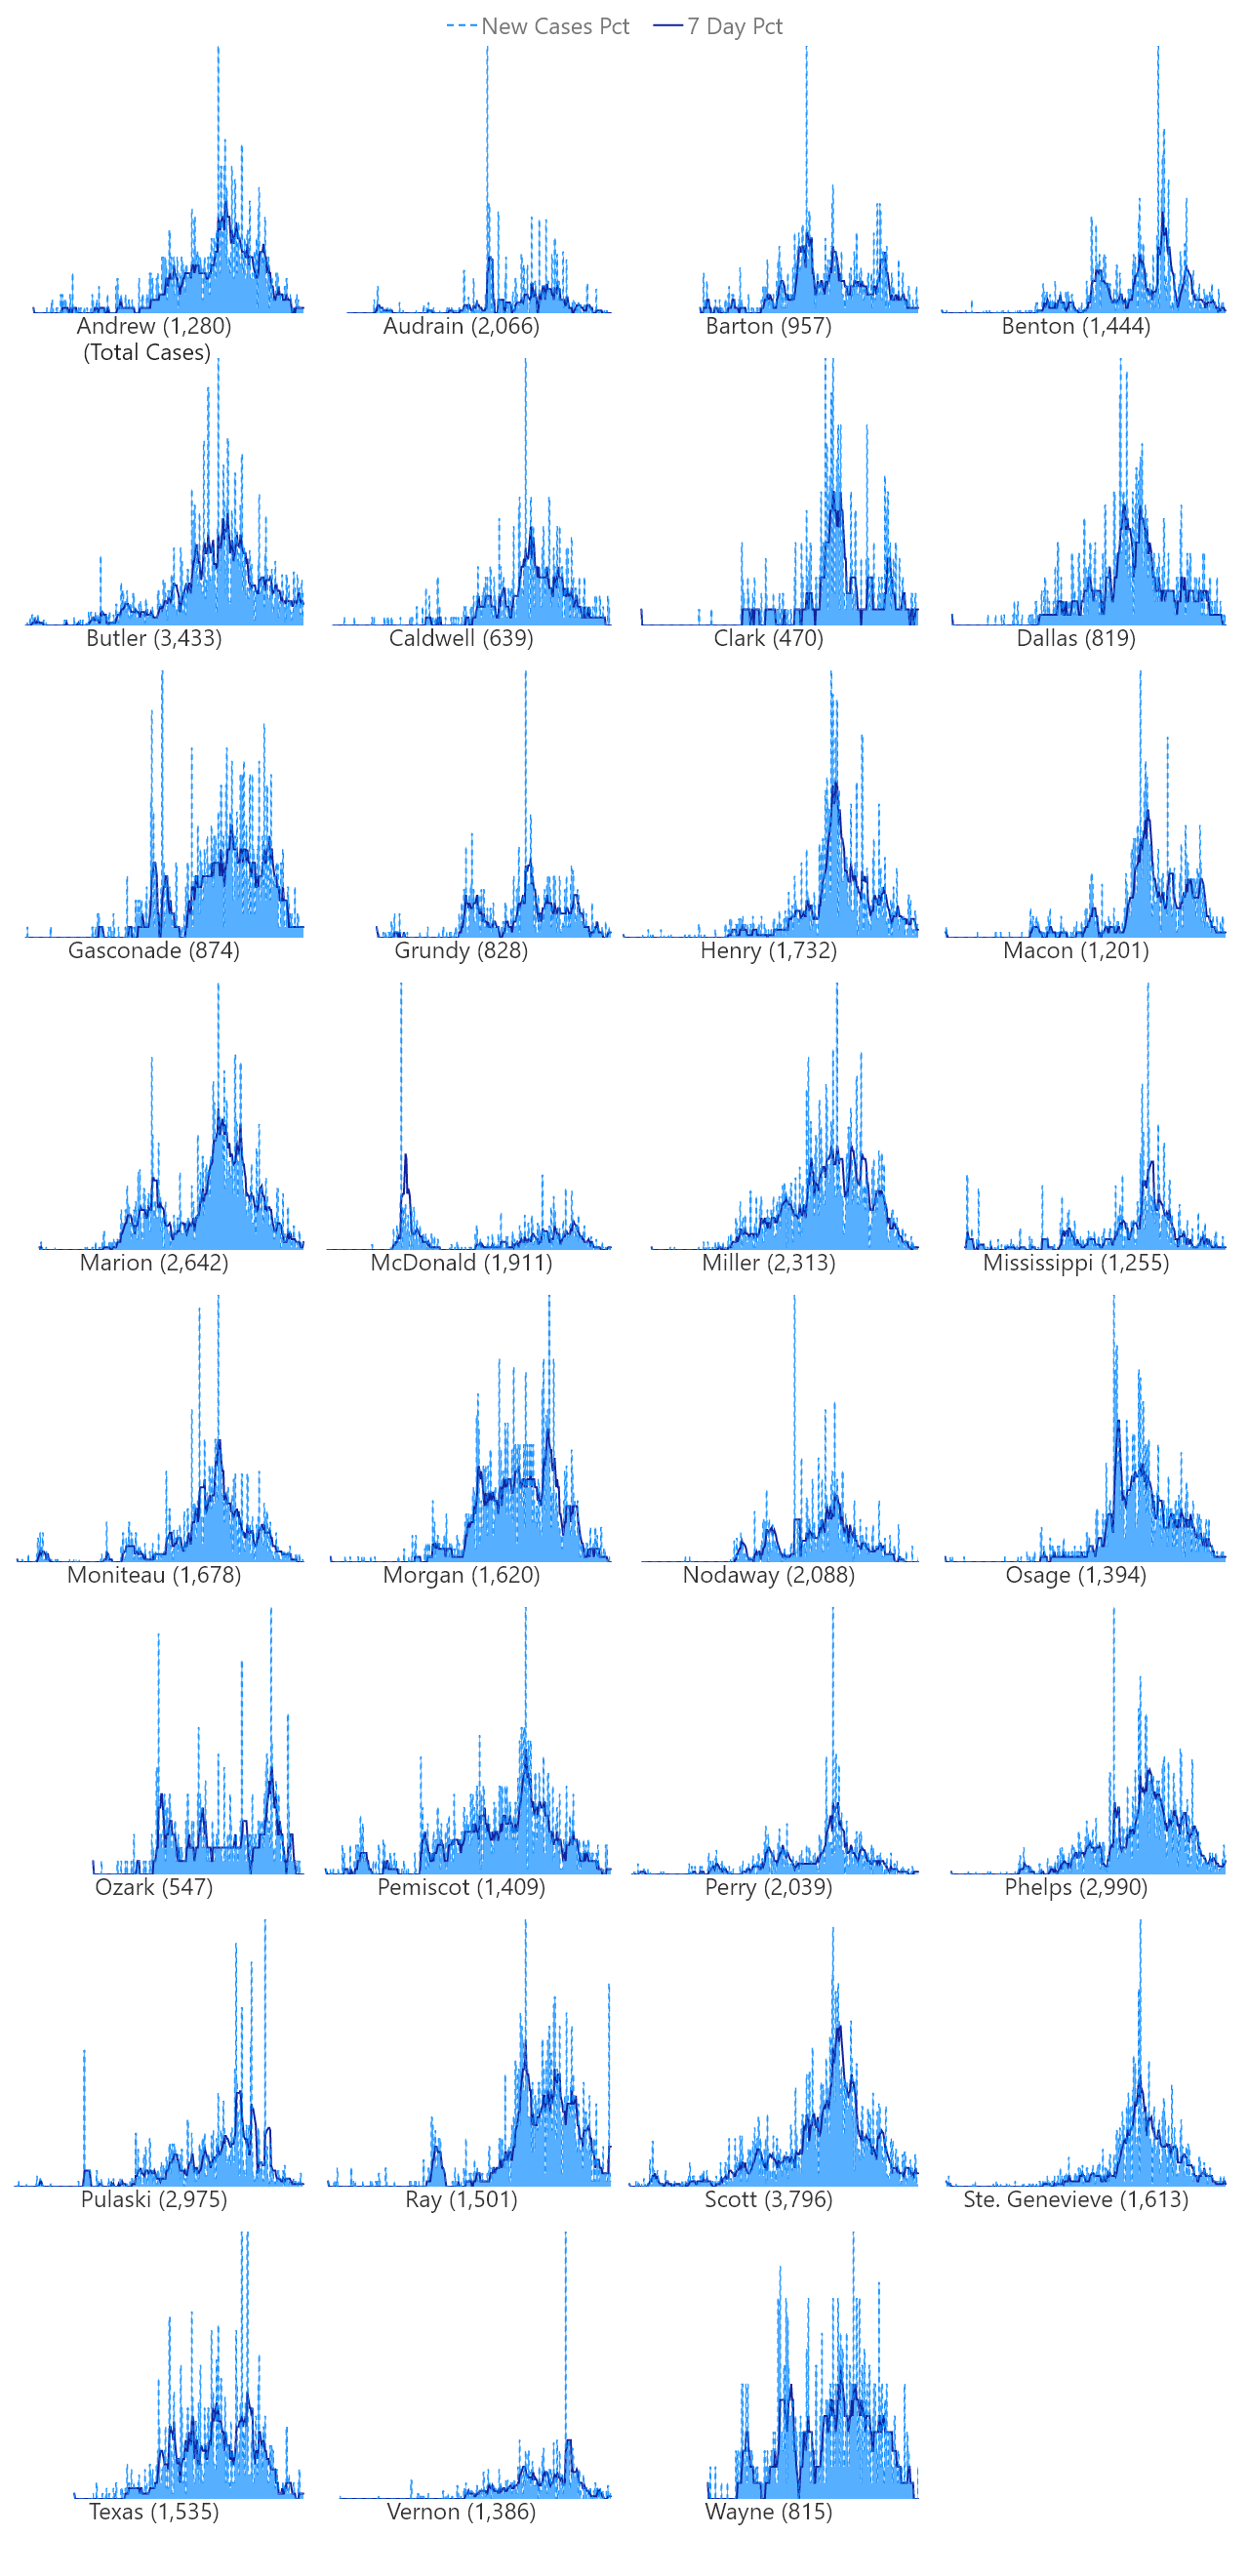 New Cases Pct 7 Day Pct
Andrew (1,280) Audrain (2,066) Barton (957) Benton (1,444)
(Total Cases)
Butler (3,433) Caldwell (639) Clark (470) Dallas (819)
Gasconade (874) Grundy (828) Henry (1,732) Macon (1,201)
Marion (2,642) McDonald (1,911) Miller (2,313) Mississippi (1,255)
Moniteau (1,678) Morgan (1,620) Nodaway (2,088) Osage (1,394)
Ozark (547) Pemiscot (1,409) Perry (2,039) Phelps (2,990)
Pulaski (2,975) Ray (1,501) Scott (3,796) Ste. Genevieve (1,613)
Texas (1,535) Vernon (1,386) Wayne (815)